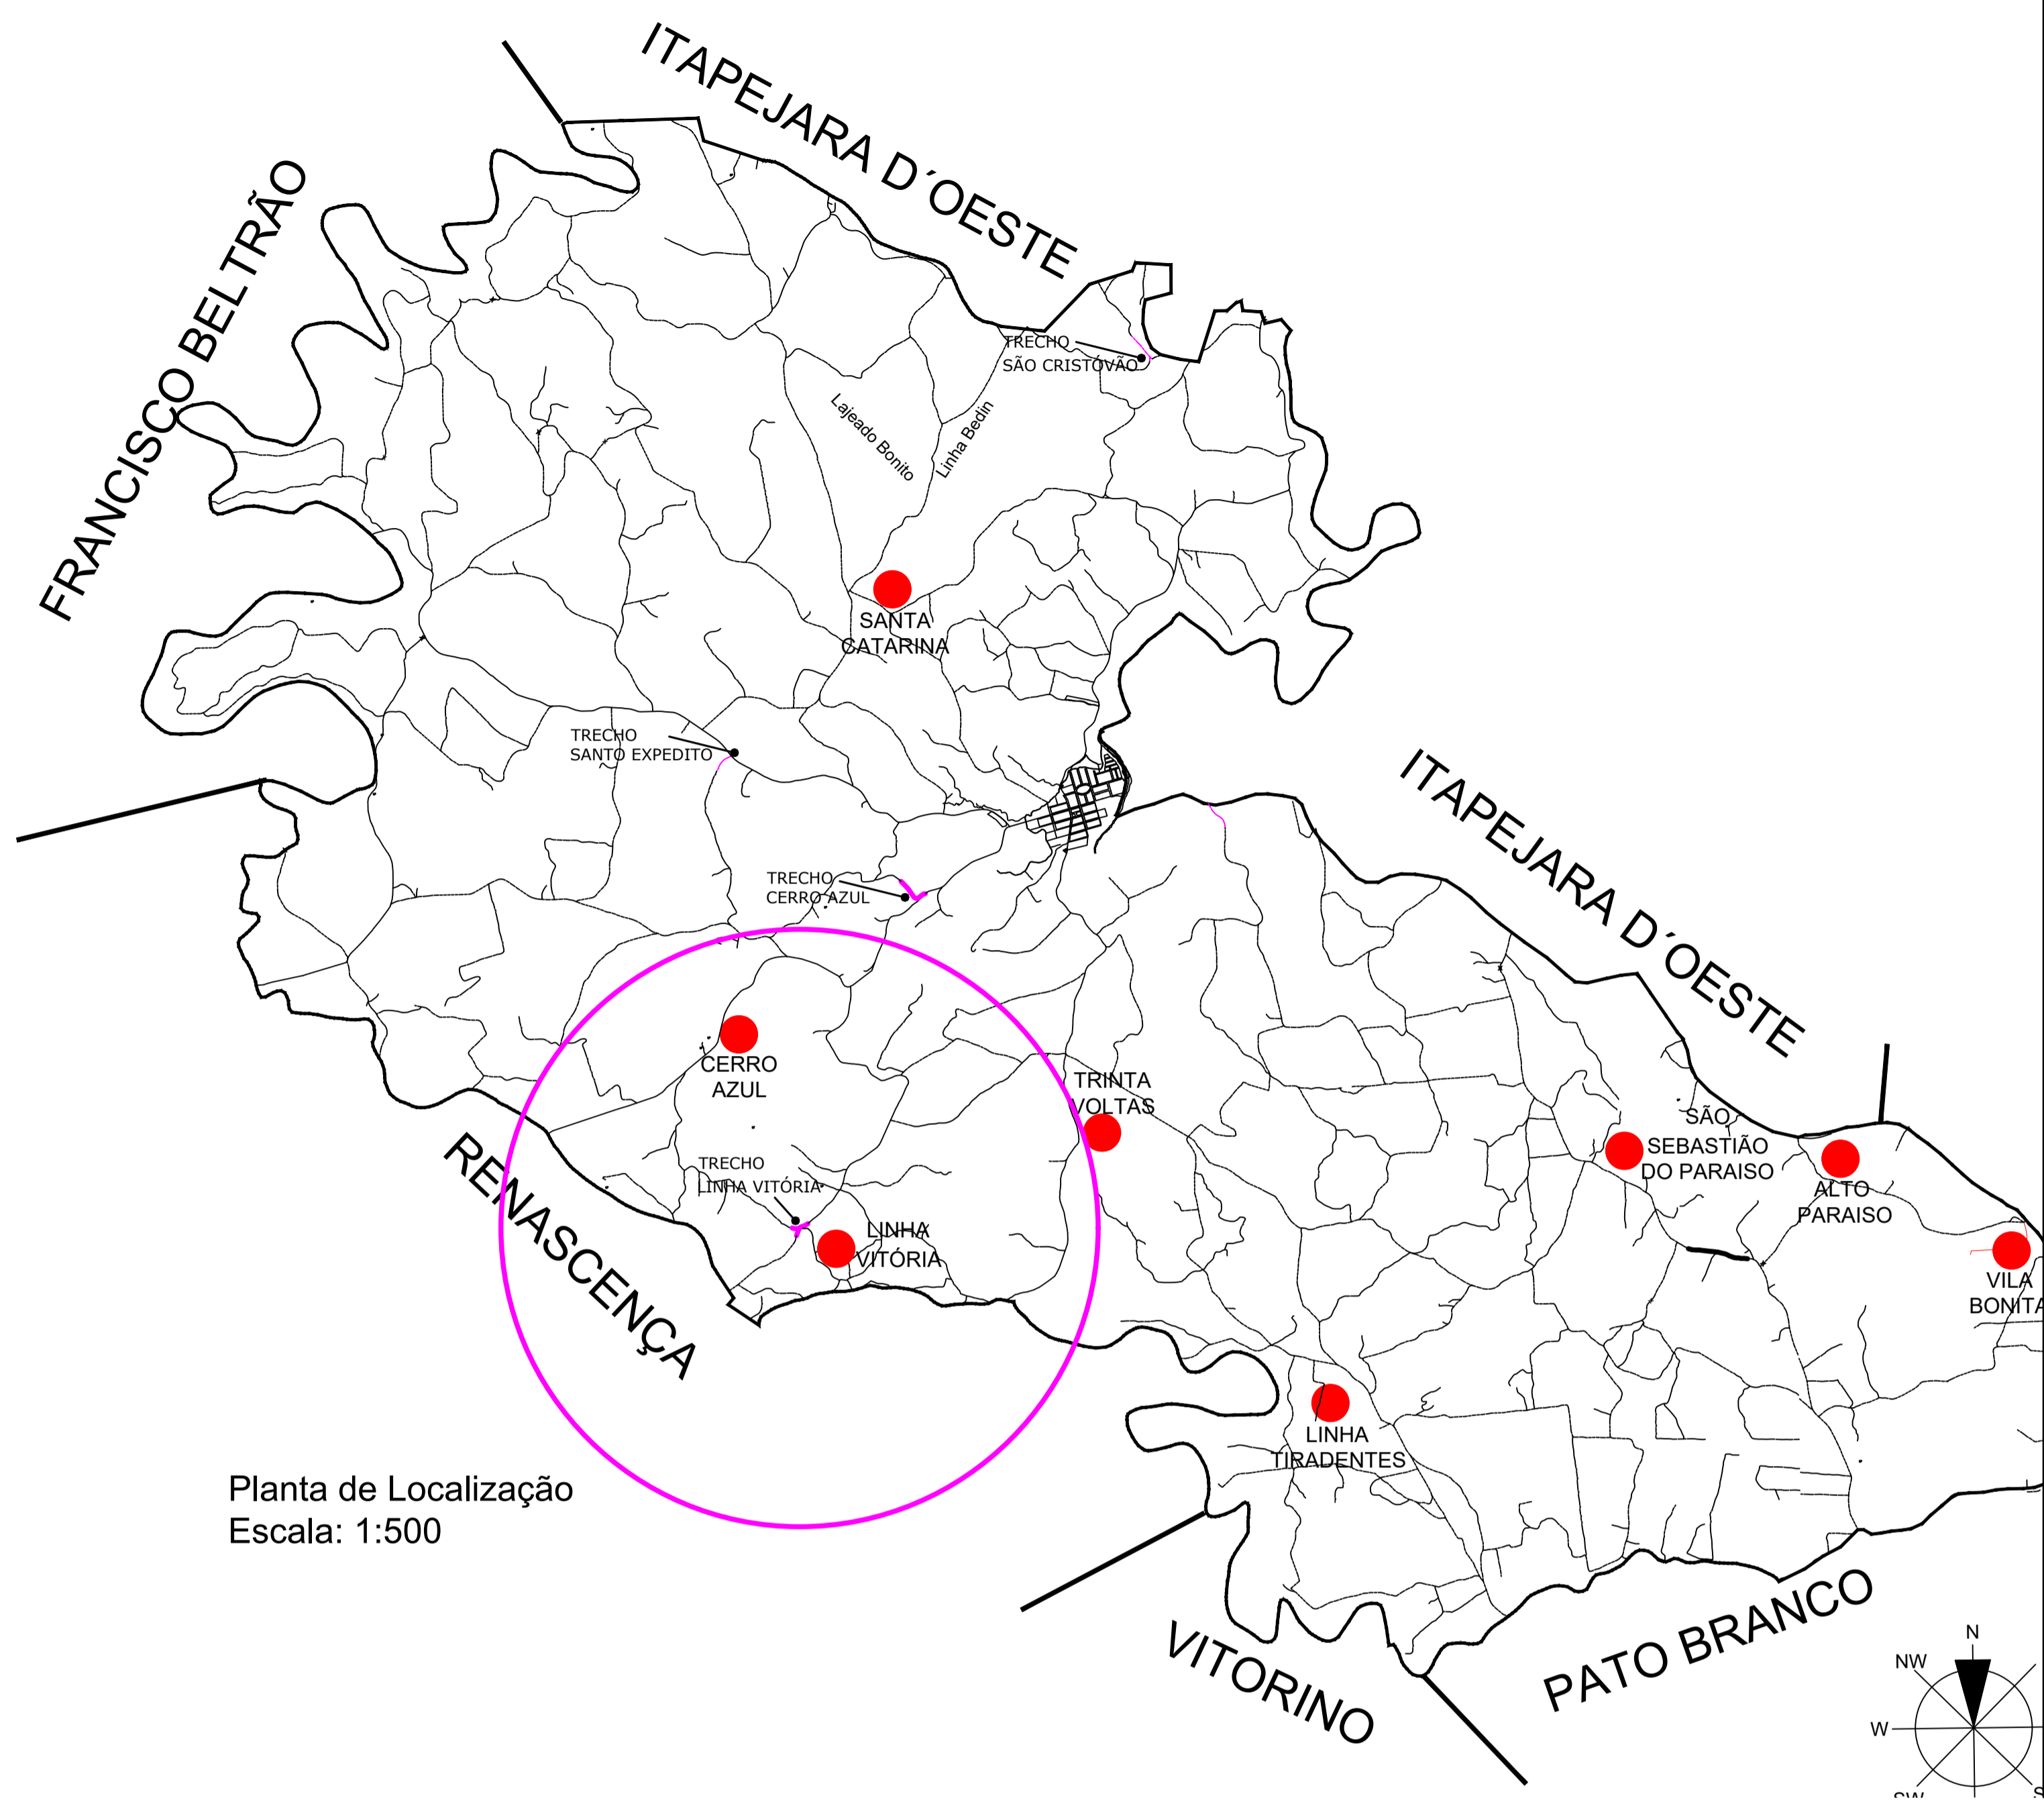 ITAPEJARA D´OESTE
FRANCISCO BELTRÃO
TRECHO
SÃO CRISTÓVÃO
Lajeado Bonito
Linha Bedin
SANTA
CATARINA
TRECHO
SANTO EXPEDITO
ITAPEJARA D´OESTE
TRECHO
CERRO AZUL
CERRO
AZUL
TRINTA
VOLTAS
SÃO
SEBASTIÃO
DO PARAISO
ALTO
PARAISO
TRECHO
LINHA VITÓRIA
LINHA
VITÓRIA
RENASCENÇA
VILA
BONITA
LINHA
TIRADENTES
Planta de Localização
Escala: 1:500
VITORINO
PATO BRANCO
N
NW
W
SW